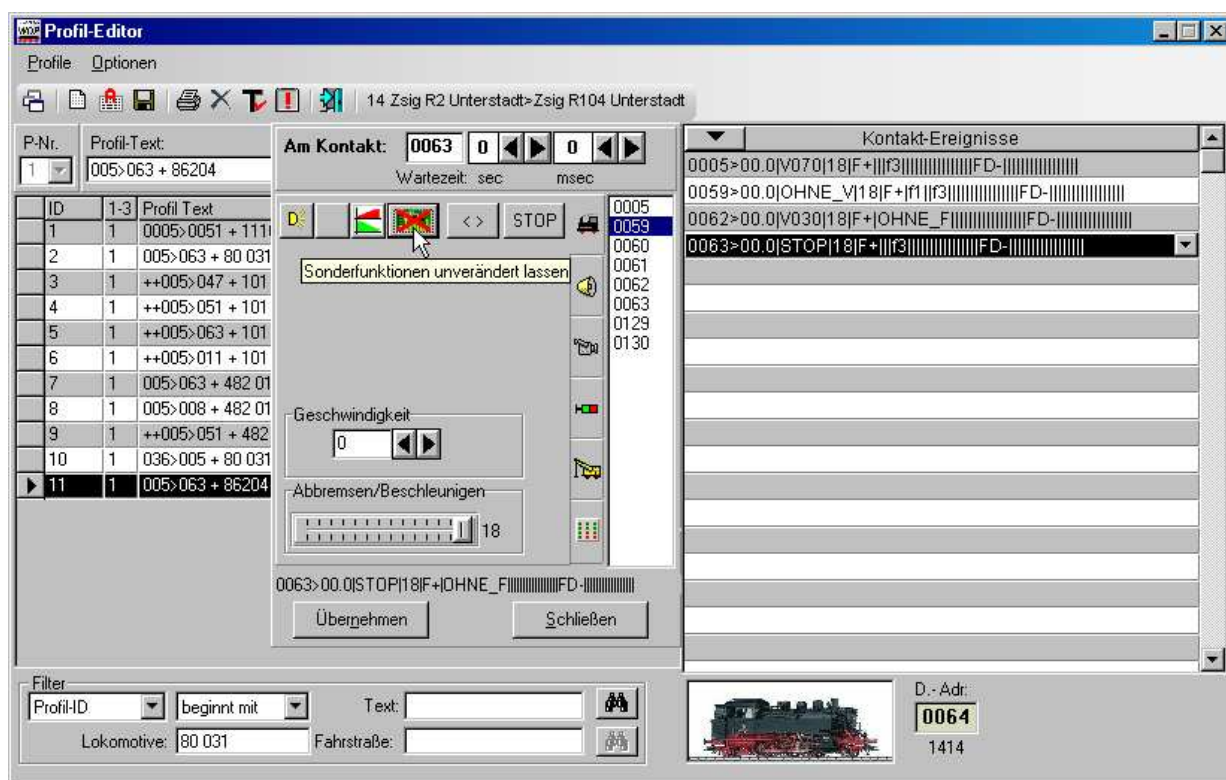 WDP Profil-Editor
Profile Optionen
14 Zsig R2 Unterstadt>Zsig R104 Unterstadt
P-Nr. Profil-Text:
1 005>063 + 86204
ID 1-3 Profil Text
1 1 0005>0051 + 111
2 1 005>063 + 80 031
3 1 ++005>047 + 101
4 1 ++005>051 + 101
5 1 ++005>063 + 101
6 1 ++005>011 + 101
7 1 005>063 + 482 01
8 1 005>008 + 482 01
9 1 ++005>051 + 482
10 1 036>005 + 80 031
11 1 005>063 + 86204
Am Kontakt: 0063 0 0
Wartezeit: sec msec
D < > STOP
Sonderfunktionen unverändert lassen
0005
0059
0060
0061
0062
0063
0129
0130
Geschwindigkeit
0
Abbremsen/Beschleunigen
18
0063>00.0|STOP|18|F+|OHNE_F||||||||||||||||FD-||||||||||||||||
Übernehmen Schließen
Kontakt-Ereignisse
0005>00.0|V070|18|F+|||f3||||||||||||||||FD-||||||||||||||||
0059>00.0|OHNE_V|18|F+|f1||f3||||||||||||||||FD-||||||||||||||||
0062>00.0|V030|18|F+|OHNE_F||||||||||||||||FD-||||||||||||||||
0063>00.0|STOP|18|F+|||f3||||||||||||||||FD-||||||||||||||||
Filter
Profil-ID beginnt mit Text:
Lokomotive: 80 031 Fahrstraße:
D.- Adr:
0064
1414